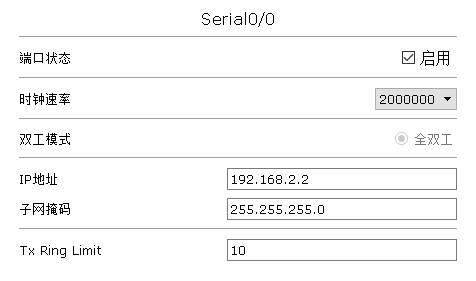 Serial0/0
端口状态 启用
时钟速率 2000000
双工模式 全双工
IP地址 192.168.2.2
子网掩码 255.255.255.0
Tx Ring Limit 10